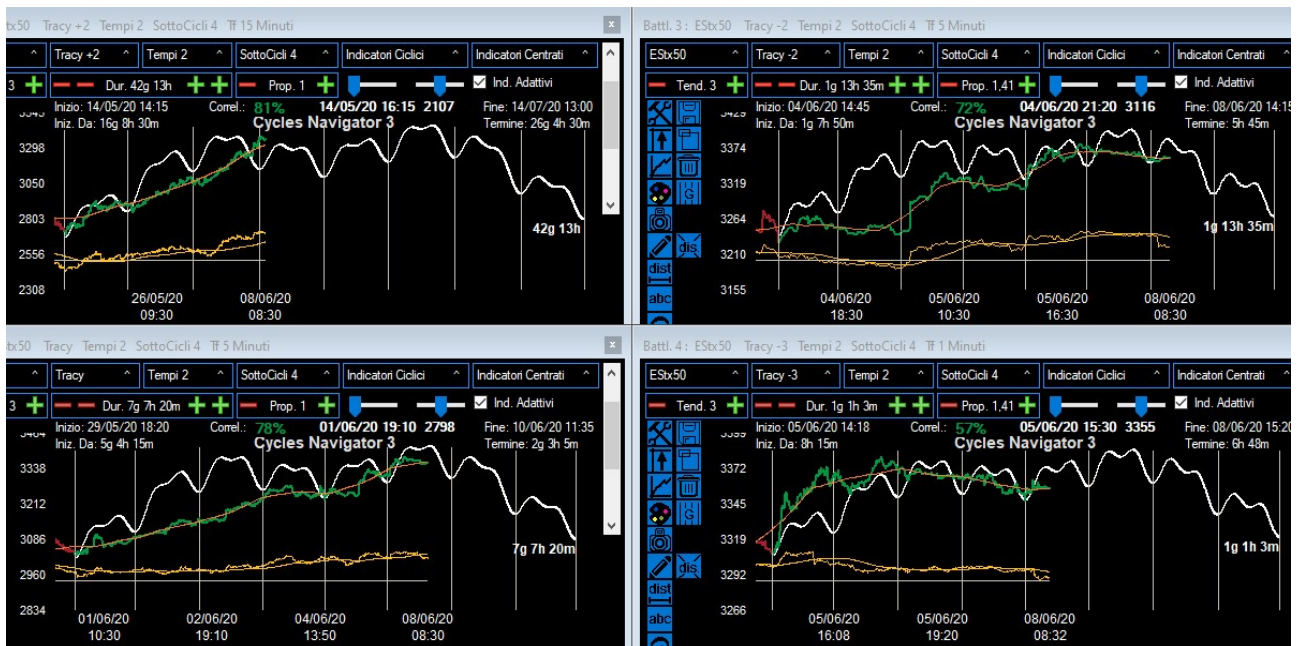 Stx50 Tracy +2 Tempi 2 SottoCicli 4 Tf 15 Minuti x
^ Tracy +2 ^ Tempi 2 ^ SottoCicli 4 ^ Indicatori Ciclici ^ Indicatori Centrati ^
3 Dur. 42g 13h Prop. 1 Ind. Adattivi
Inizio: 14/05/20 14:15 Correl.: 81% 14/05/20 16:15 2107 Fine: 14/07/20 13:00
Iniz. Da: 16g 8h 30m Cycles Navigator 3 Termine: 26g 4h 30m
3298
3050
2803
42g 13h
2556
2308
26/05/20 08/06/20
09:30 08:30
Battl. 3 : EStx50 Tracy -2 Tempi 2 SottoCicli 4 Tf 5 Minuti
EStx50 ^ Tracy -2 ^ Tempi 2 ^ SottoCicli 4 ^ Indicatori Ciclici ^ Indicatori Centrati ^
Tend. 3 Dur. 1g 13h 35m Prop. 1,41 Ind. Adattivi
Inizio: 04/06/20 14:45 Correl.: 72% 04/06/20 21:20 3116 Fine: 08/06/20 14:15
Iniz. Da: 1g 7h 50m Cycles Navigator 3 Termine: 5h 45m
3429
3374
3319
G
3264
1g 13h 35m
dis
3210
dist
3155
abc
04/06/20 05/06/20 05/06/20 08/06/20
18:30 10:30 16:30 08:30
tx50 Tracy Tempi 2 SottoCicli 4 Tf 5 Minuti x
^ Tracy ^ Tempi 2 ^ SottoCicli 4 ^ Indicatori Ciclici ^ Indicatori Centrati ^
3 Dur. 7g 7h 20m Prop. 1 Ind. Adattivi
Inizio: 29/05/20 18:20 Correl.: 78% 01/06/20 19:10 2798 Fine: 10/06/20 11:35
Iniz. Da: 5g 4h 15m Cycles Navigator 3 Termine: 2g 3h 5m
3338
3212
3086
7g 7h 20m
2960
2834
01/06/20 02/06/20 04/06/20 08/06/20
10:30 19:10 13:50 08:30
Battl. 4 : EStx50 Tracy -3 Tempi 2 SottoCicli 4 Tf 1 Minuti
EStx50 ^ Tracy -3 ^ Tempi 2 ^ SottoCicli 4 ^ Indicatori Ciclici ^ Indicatori Centrati ^
Tend. 3 Dur. 1g 1h 3m Prop. 1,41 Ind. Adattivi
Inizio: 05/06/20 14:18 Correl.: 57% 05/06/20 15:30 3355 Fine: 08/06/20 15:20
Iniz. Da: 8h 15m Cycles Navigator 3 Termine: 6h 48m
3372
3345
G
3319
1g 1h 3m
dis
3292
dist
3266
abc
05/06/20 05/06/20 08/06/20
16:08 19:20 08:32